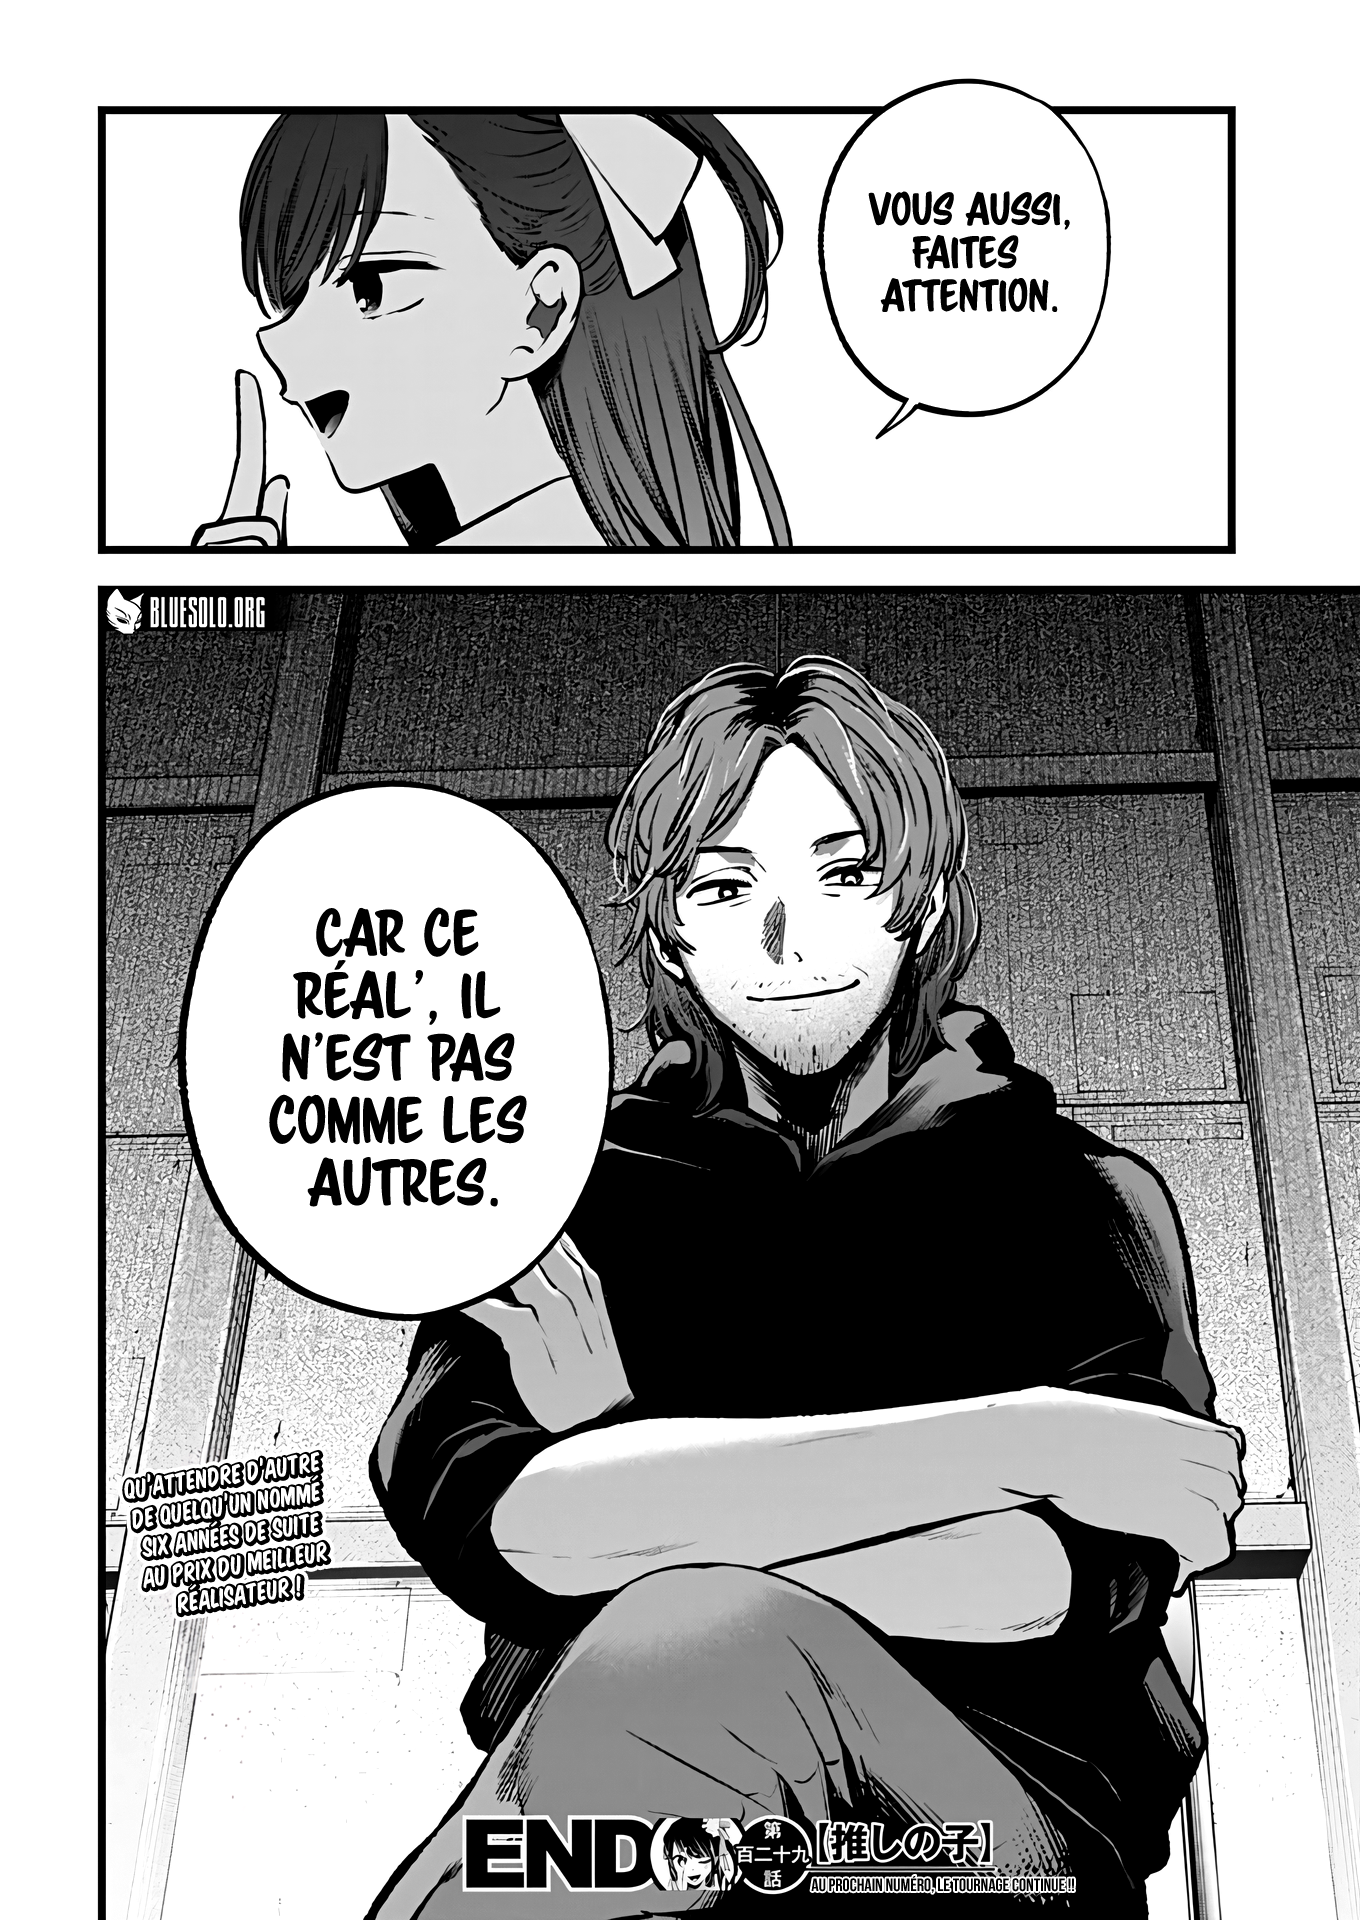 VOUS AUSSI,
FAITES
ATTENTION.
BLUESOLO.ORG
CAR CE
RÉAL', IL
N'EST PAS
COMME LES
AUTRES.
QU'ATTENDRE D'AUTRE
DE QUELQU'UN NOMMÉ
SIX ANNÉES DE SUITE
AU PRIX DU MEILLEUR
RÉALISATEUR !
END
第
百二十九
話
【推しの子】
AU PROCHAIN NUMÉRO, LE TOURNAGE CONTINUE !!